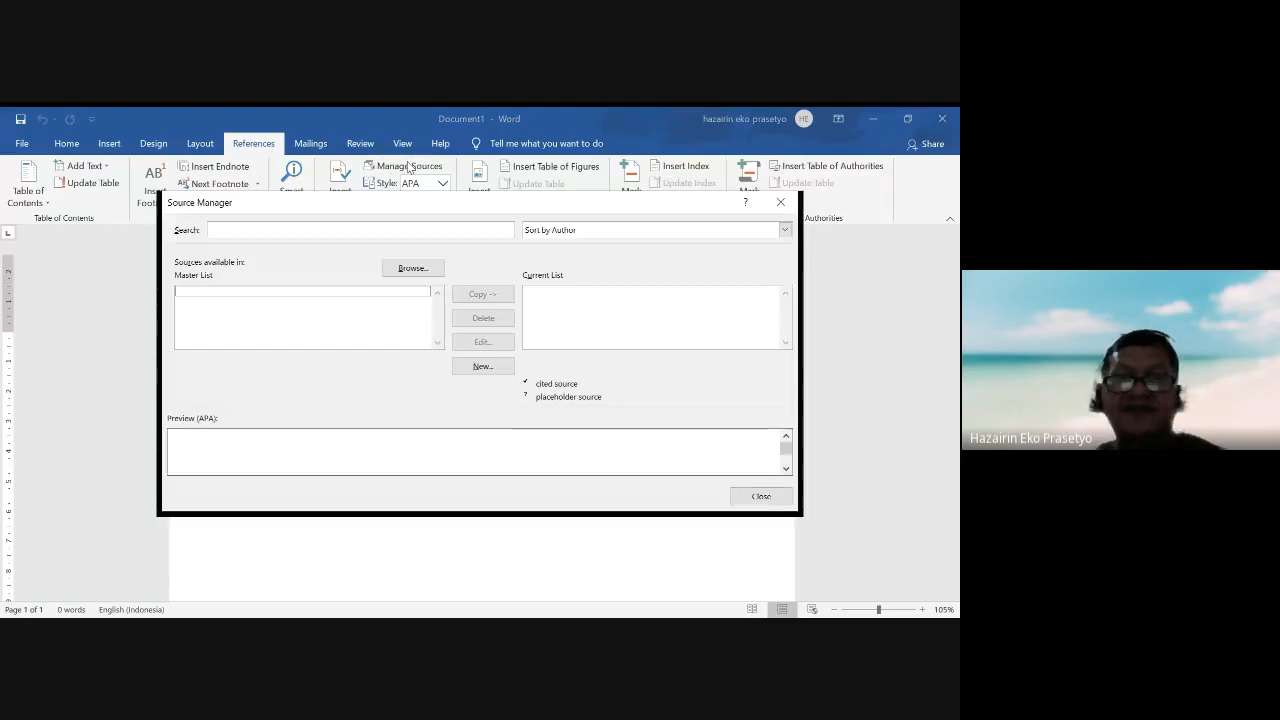 Document1 - Word
hazairin eko prasetyo
HE
File Home Insert Design Layout References Mailings Review View Help Tell me what you want to do Share
Table of Contents
Add Text
Update Table
Table of Contents
AB1
Insert Endnote
Next Footnote
Manage Sources
Style: APA
Insert Table of Figures
Update Table
Insert Index
Update Index
Insert Table of Authorities
Update Table
Authorities
Source Manager
?
Search:
Sort by Author
Sources available in:
Master List
Browse...
Current List
Copy ->
Delete
Edit...
New...
cited source
? placeholder source
Preview (APA):
Close
Page 1 of 1 0 words English (Indonesia) 105%
Hazairin Eko Prasetyo